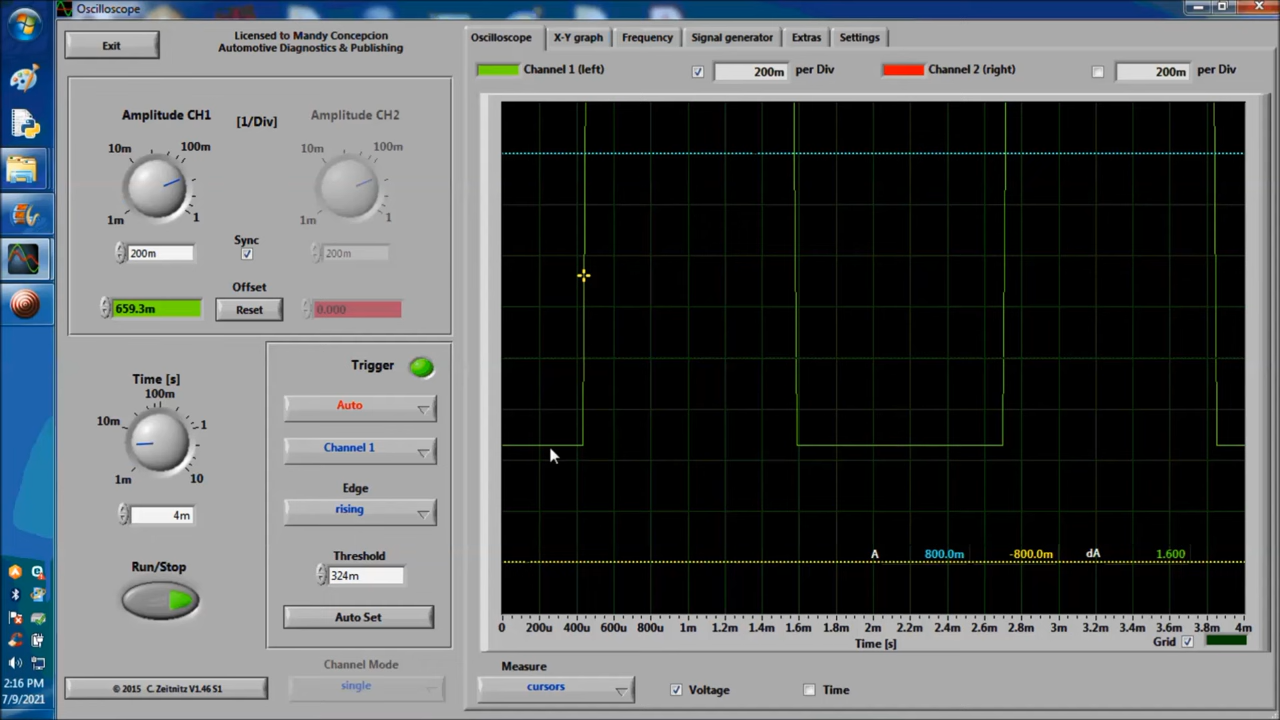 Oscilloscope
Exit
Licensed to Mandy Concepcion
Automotive Diagnostics & Publishing
Amplitude CH1
[1/Div]
Amplitude CH2
10m
100m
1m
1
10m
100m
1m
1
200m
Sync
200m
Offset
659.3m
Reset
0.000
Time [s]
100m
10m
1
1m
10
4m
Run/Stop
Trigger
Auto
Channel 1
Edge
rising
Threshold
324m
Auto Set
Channel Mode
single
© 2015 C. Zeitnitz V1.46 S1
Oscilloscope
X-Y graph
Frequency
Signal generator
Extras
Settings
Channel 1 (left)
200m
per Div
Channel 2 (right)
200m
per Div
A 800.0m -800.0m dA 1.600
0 200u 400u 600u 800u 1m 1.2m 1.4m 1.6m 1.8m 2m 2.2m 2.4m 2.6m 2.8m 3m 3.2m 3.4m 3.6m 3.8m 4m
Time [s]
Grid
Measure
cursors
Voltage
Time
2:16 PM
7/9/2021